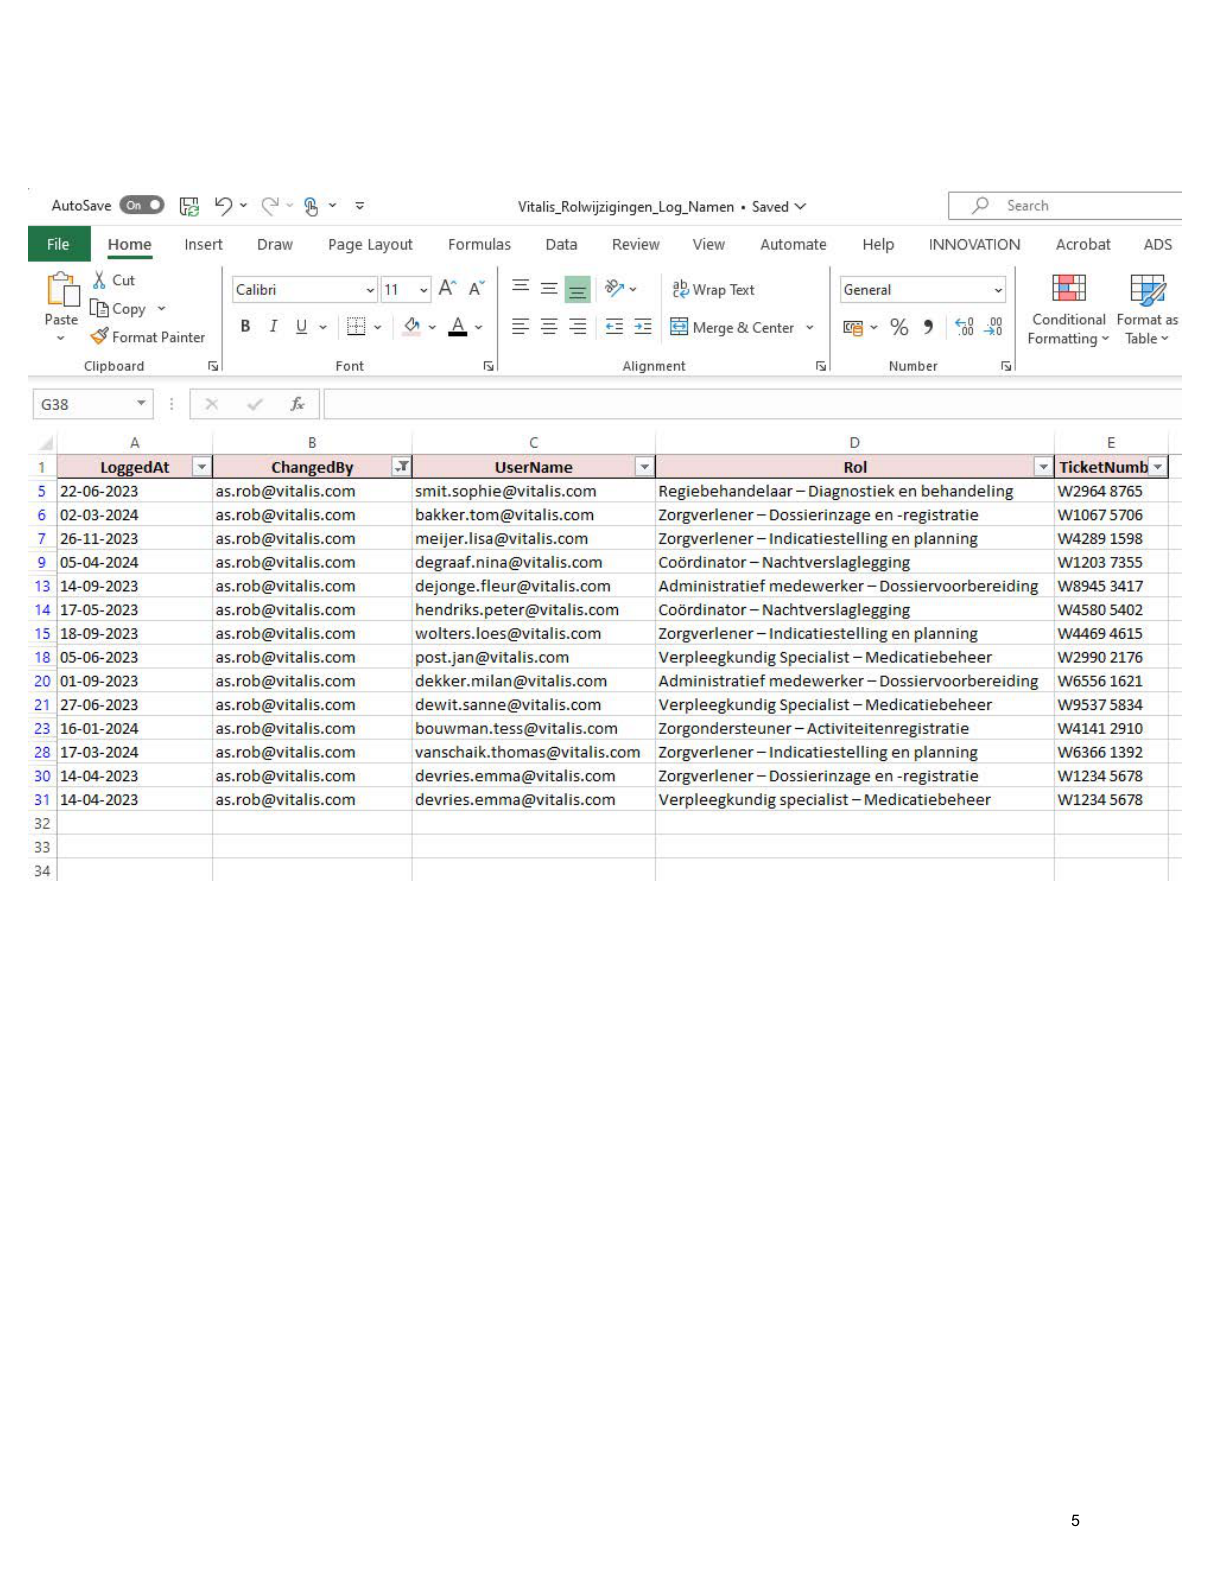 AutoSave On Vitalis_Rolwijzigingen_Log_Namen • Saved Search
File Home Insert Draw Page Layout Formulas Data Review View Automate Help INNOVATION Acrobat ADS
Paste Cut Copy Format Painter
Calibri 11 A A B I U A
ab Wrap Text
Merge & Center
General
% .00 .00
Conditional Formatting Format as Table
Clipboard Font Alignment Number
G38 fx
A B C D E
1 LoggedAt ChangedBy UserName Rol TicketNumb
5 22-06-2023 as.rob@vitalis.com smit.sophie@vitalis.com Regiebehandelaar – Diagnostiek en behandeling W2964 8765
6 02-03-2024 as.rob@vitalis.com bakker.tom@vitalis.com Zorgverlener – Dossierinzage en -registratie W1067 5706
7 26-11-2023 as.rob@vitalis.com meijer.lisa@vitalis.com Zorgverlener – Indicatiestelling en planning W4289 1598
9 05-04-2024 as.rob@vitalis.com degraaf.nina@vitalis.com Coördinator – Nachtverslaglegging W1203 7355
13 14-09-2023 as.rob@vitalis.com dejonge.fleur@vitalis.com Administratief medewerker – Dossiervoorbereiding W8945 3417
14 17-05-2023 as.rob@vitalis.com hendriks.peter@vitalis.com Coördinator – Nachtverslaglegging W4580 5402
15 18-09-2023 as.rob@vitalis.com wolters.loes@vitalis.com Zorgverlener – Indicatiestelling en planning W4469 4615
18 05-06-2023 as.rob@vitalis.com post.jan@vitalis.com Verpleegkundig Specialist – Medicatiebeheer W2990 2176
20 01-09-2023 as.rob@vitalis.com dekker.milan@vitalis.com Administratief medewerker – Dossiervoorbereiding W6556 1621
21 27-06-2023 as.rob@vitalis.com dewit.sanne@vitalis.com Verpleegkundig Specialist – Medicatiebeheer W9537 5834
23 16-01-2024 as.rob@vitalis.com bouwman.tess@vitalis.com Zorgondersteuner – Activiteitenregistratie W4141 2910
28 17-03-2024 as.rob@vitalis.com vanschaik.thomas@vitalis.com Zorgverlener – Indicatiestelling en planning W6366 1392
30 14-04-2023 as.rob@vitalis.com devries.emma@vitalis.com Zorgverlener – Dossierinzage en -registratie W1234 5678
31 14-04-2023 as.rob@vitalis.com devries.emma@vitalis.com Verpleegkundig specialist – Medicatiebeheer W1234 5678
32
33
34
5